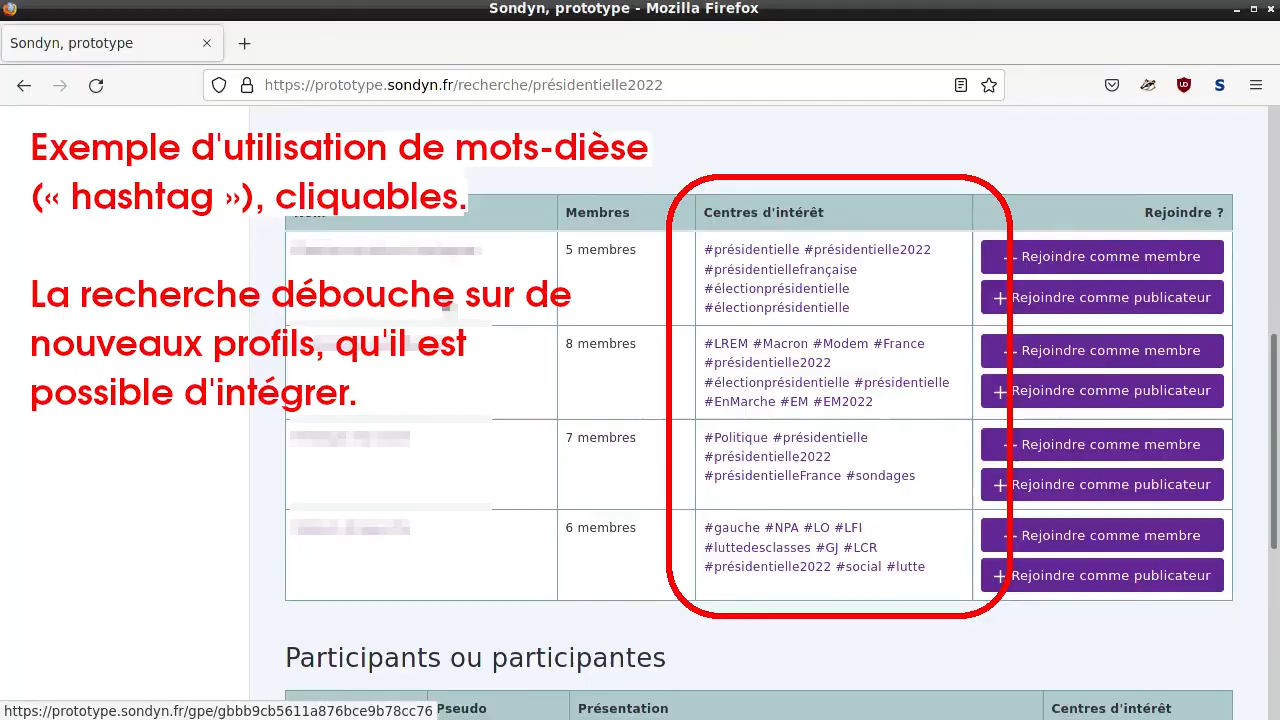 Sondyn, prototype - Mozilla Firefox
Sondyn, prototype
https://prototype.sondyn.fr/recherche/présidentielle2022
Exemple d'utilisation de mots-dièse
(« hashtag »), cliquables.
La recherche débouche sur de
nouveaux profils, qu'il est
possible d'intégrer.
Membres
Centres d'intérêt
Rejoindre ?
5 membres
#présidentielle #présidentielle2022
#présidentiellefrançaise
#électionprésidentielle
#électionprésidentielle
Rejoindre comme membre
Rejoindre comme publicateur
8 membres
#LREM #Macron #Modem #France
#présidentielle2022
#électionprésidentielle #présidentielle
#EnMarche #EM #EM2022
Rejoindre comme membre
Rejoindre comme publicateur
7 membres
#Politique #présidentielle
#présidentielle2022
#présidentielleFrance #sondages
Rejoindre comme membre
Rejoindre comme publicateur
6 membres
#gauche #NPA #LO #LFI
#luttedesclasses #GJ #LCR
#présidentielle2022 #social #lutte
Rejoindre comme membre
Rejoindre comme publicateur
Participants ou participantes
Pseudo
Présentation
Centres d'intérêt
https://prototype.sondyn.fr/gpe/gbbb9cb5611a876bce9b78cc76